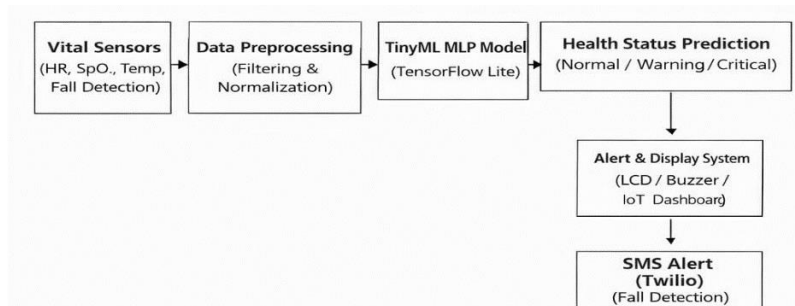 Vital Sensors
(HR, SpO., Temp,
Fall Detection)
Data Preprocessing
(Filtering &
Normalization)
TinyML MLP Model
(TensorFlow Lite)
Health Status Prediction
(Normal / Warning / Critical)
Alert & Display System
(LCD / Buzzer /
IoT Dashboard)
SMS Alert
(Twilio)
(Fall Detection)